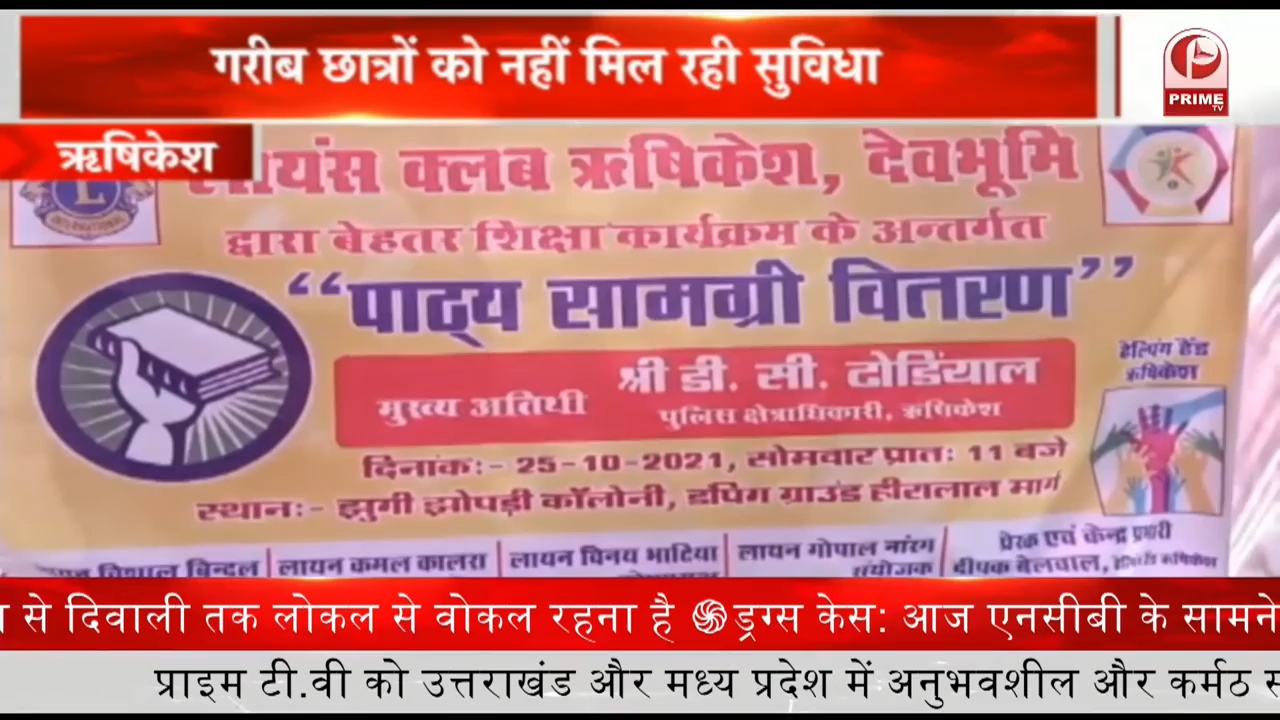 गरीब छात्रों को नहीं मिल रही सुविधा
PRIME
TV
ऋषिकेश
लायंस क्लब ऋषिकेश, देवभूमि
द्वारा बेहतर शिक्षा कार्यक्रम के अन्तर्गत
“पाठ्य सामग्री वितरण”
हेल्पिंग हैंड
ऋषिकेश
मुख्य अतिथी
श्री डी. सी. ढोडिंयाल
पुलिस क्षेत्राधिकारी, ऋषिकेश
दिनांक:- 25-10-2021, सोमवार प्रात: 11 बजे
स्थान:- झुगी झोपड़ी कॉलोनी, डपिग ग्राउंड हीरालाल मार्ग
विशाल बिन्दल
लायन कमल कालरा
लायन विनय भाटिया
लायन गोपाल नारंग
संयोजक
प्रेरक एवं केन्द्र प्रभारी
दीपक बेलवाल,
से दिवाली तक लोकल से वोकल रहना है ֍ड्रग्स केस: आज एनसीबी के सामने
प्राइम टी.वी को उत्तराखंड और मध्य प्रदेश में अनुभवशील और कर्मठ